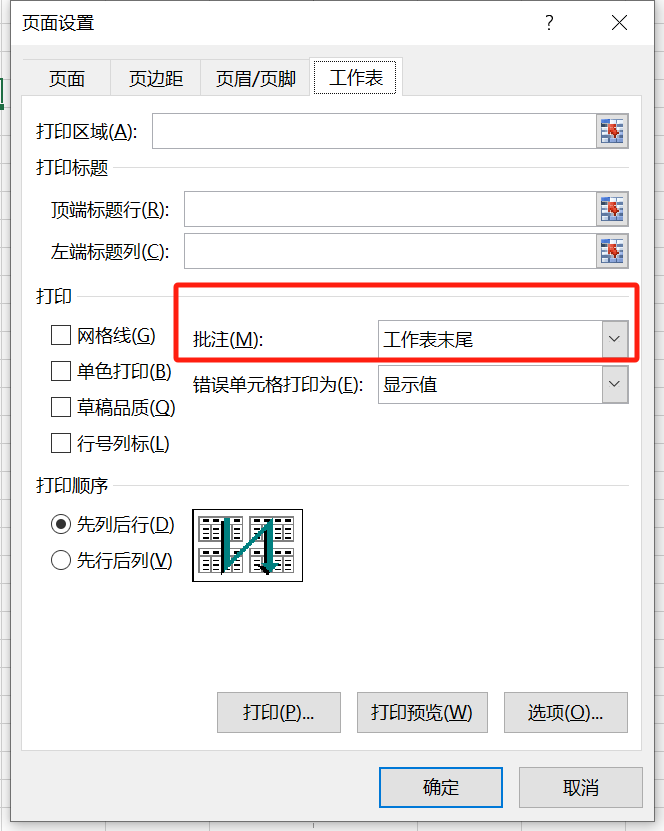 页面设置
页面 页边距 页眉/页脚 工作表
打印区域(A):
打印标题
顶端标题行(R):
左端标题列(C):
打印
网格线(G) 批注(M): 工作表末尾
单色打印(B) 错误单元格打印为(E): 显示值
草稿品质(Q)
行号列标(L)
打印顺序
先列后行(D)
先行后列(V)
打印(P)... 打印预览(W) 选项(O)...
确定 取消